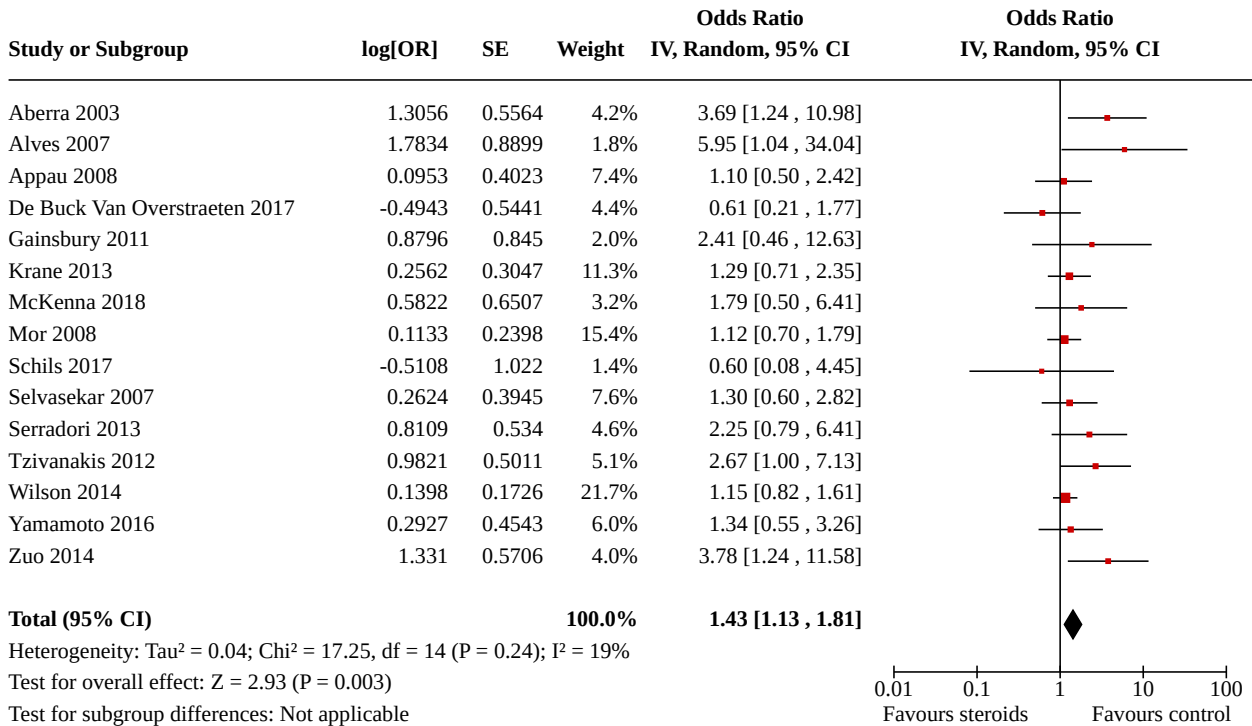 Odds Ratio Odds Ratio
Study or Subgroup log[OR] SE Weight IV, Random, 95% CI IV, Random, 95% CI
Aberra 2003 1.3056 0.5564 4.2% 3.69 [1.24 , 10.98]
Alves 2007 1.7834 0.8899 1.8% 5.95 [1.04 , 34.04]
Appau 2008 0.0953 0.4023 7.4% 1.10 [0.50 , 2.42]
De Buck Van Overstraeten 2017 -0.4943 0.5441 4.4% 0.61 [0.21 , 1.77]
Gainsbury 2011 0.8796 0.845 2.0% 2.41 [0.46 , 12.63]
Krane 2013 0.2562 0.3047 11.3% 1.29 [0.71 , 2.35]
McKenna 2018 0.5822 0.6507 3.2% 1.79 [0.50 , 6.41]
Mor 2008 0.1133 0.2398 15.4% 1.12 [0.70 , 1.79]
Schils 2017 -0.5108 1.022 1.4% 0.60 [0.08 , 4.45]
Selvasekar 2007 0.2624 0.3945 7.6% 1.30 [0.60 , 2.82]
Serradori 2013 0.8109 0.534 4.6% 2.25 [0.79 , 6.41]
Tzivanakis 2012 0.9821 0.5011 5.1% 2.67 [1.00 , 7.13]
Wilson 2014 0.1398 0.1726 21.7% 1.15 [0.82 , 1.61]
Yamamoto 2016 0.2927 0.4543 6.0% 1.34 [0.55 , 3.26]
Zuo 2014 1.331 0.5706 4.0% 3.78 [1.24 , 11.58]
Total (95% CI) 100.0% 1.43 [1.13 , 1.81]
Heterogeneity: Tau² = 0.04; Chi² = 17.25, df = 14 (P = 0.24); I² = 19%
Test for overall effect: Z = 2.93 (P = 0.003)
0.01 0.1 1 10 100
Test for subgroup differences: Not applicable
Favours steroids Favours control